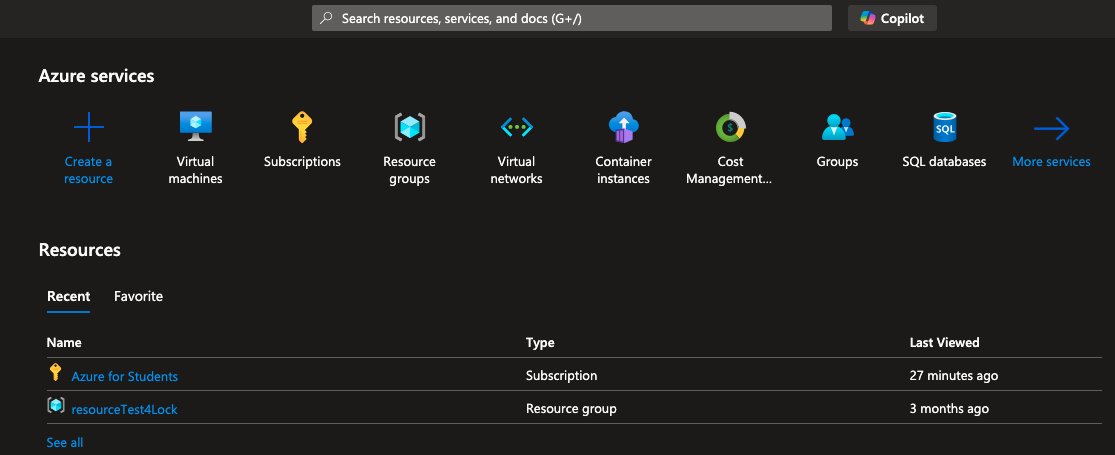 Search resources, services, and docs (G+/)
Copilot
Azure services
Create a resource
Virtual machines
Subscriptions
Resource groups
Virtual networks
Container instances
Cost Management...
Groups
SQL databases
More services
Resources
Recent Favorite
Name Type Last Viewed
Azure for Students Subscription 27 minutes ago
resourceTest4Lock Resource group 3 months ago
See all